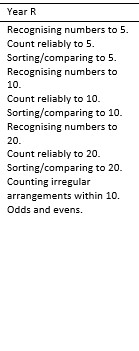 Year R
Recognising numbers to 5.
Count reliably to 5.
Sorting/comparing to 5.
Recognising numbers to
10.
Count reliably to 10.
Sorting/comparing to 10.
Recognising numbers to
20.
Count reliably to 20.
Sorting/comparing to 20.
Counting irregular
arrangements within 10.
Odds and evens.